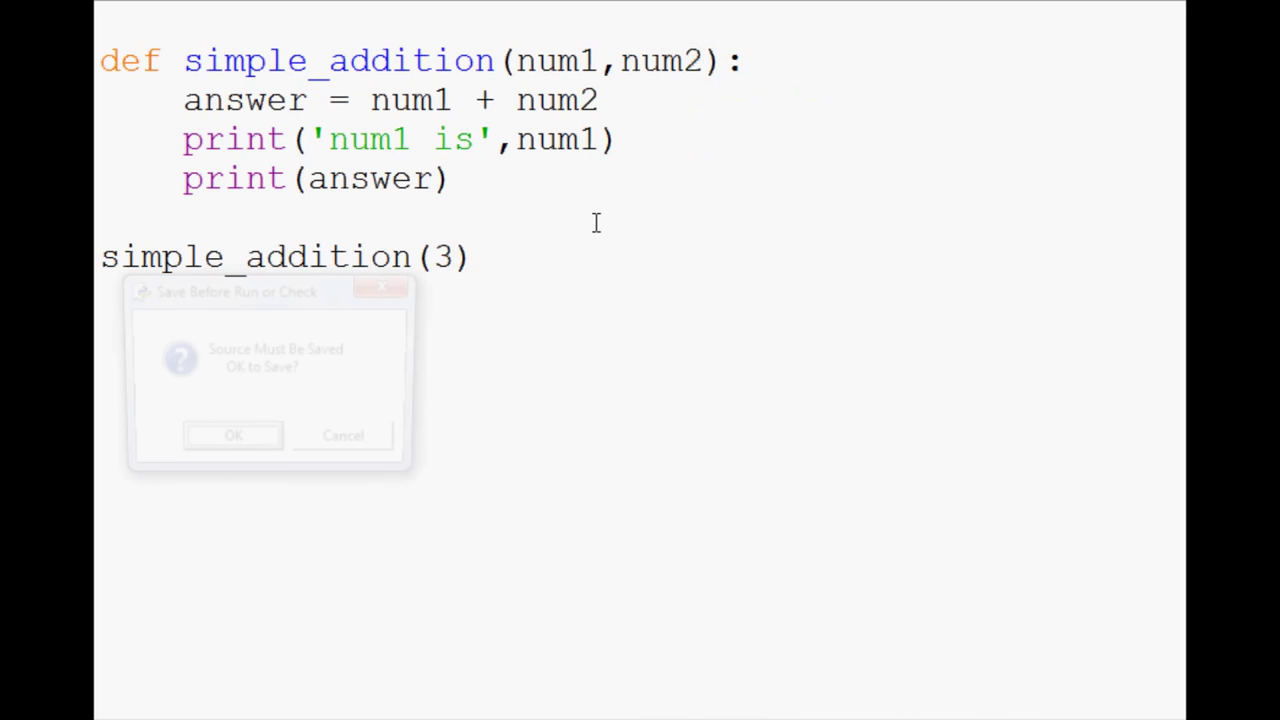 def simple_addition(num1,num2):
    answer = num1 + num2
    print('num1 is',num1)
    print(answer)
simple_addition(3)
Save Before Run or Check
Source Must Be Saved
OK to Save?
OK Cancel